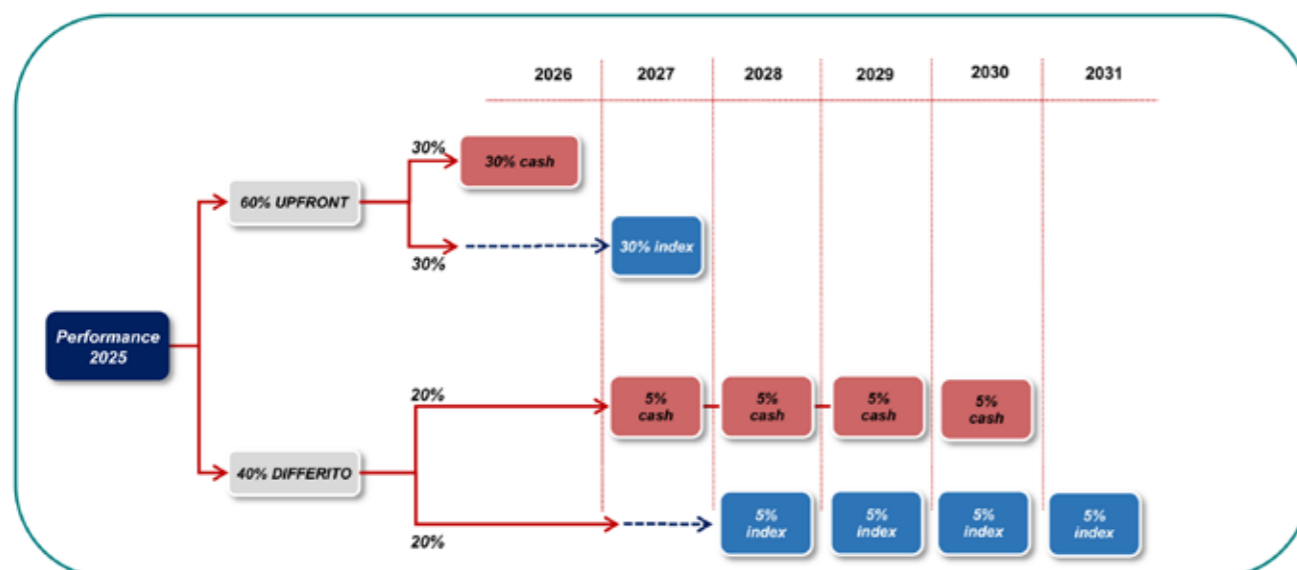 2026 2027 2028 2029 2030 2031
30%
30% cash
60% UPFRONT
30%
30% index
Performance
2025
20%
5%
cash
5%
cash
5%
cash
5%
cash
40% DIFFERITO
20%
5%
index
5%
index
5%
index
5%
index